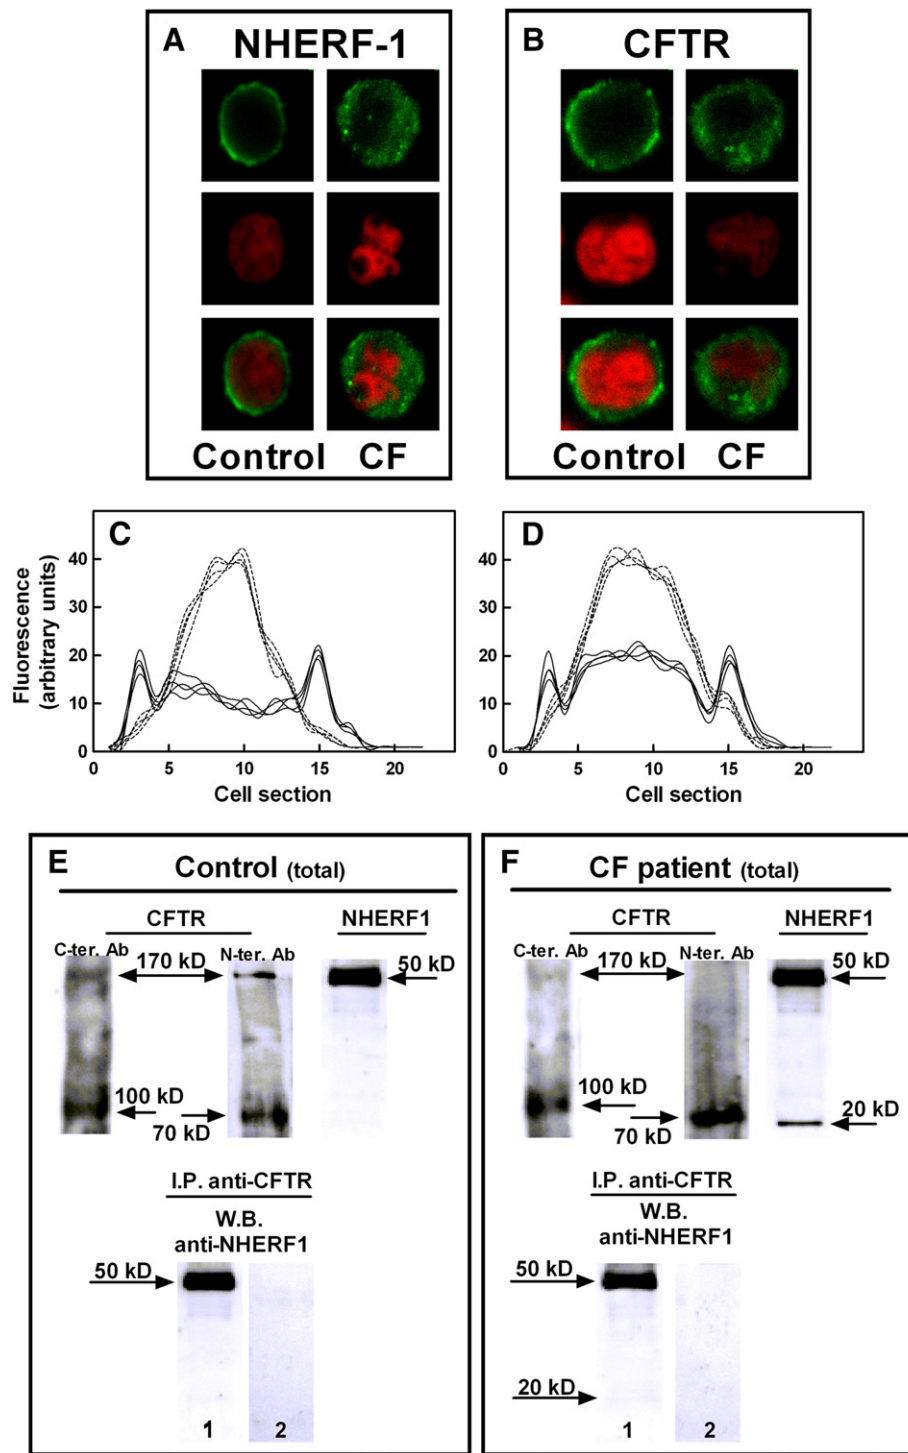 A NHERF-1
B CFTR
Control CF
Control CF
C
D
Fluorescence
(arbitrary units)
40
30
20
10
0
0 5 10 15 20
Cell section
40
30
20
10
0
0 5 10 15 20
Cell section
E Control (total)
CFTR
NHERF1
C-ter. Ab
170 kD
N-ter. Ab
50 kD
100 kD
70 kD
I.P. anti-CFTR
W.B.
anti-NHERF1
50 kD
1 2
F CF patient (total)
CFTR
NHERF1
C-ter. Ab
170 kD
N-ter. Ab
50 kD
100 kD
70 kD
20 kD
I.P. anti-CFTR
W.B.
anti-NHERF1
50 kD
20 kD
1 2